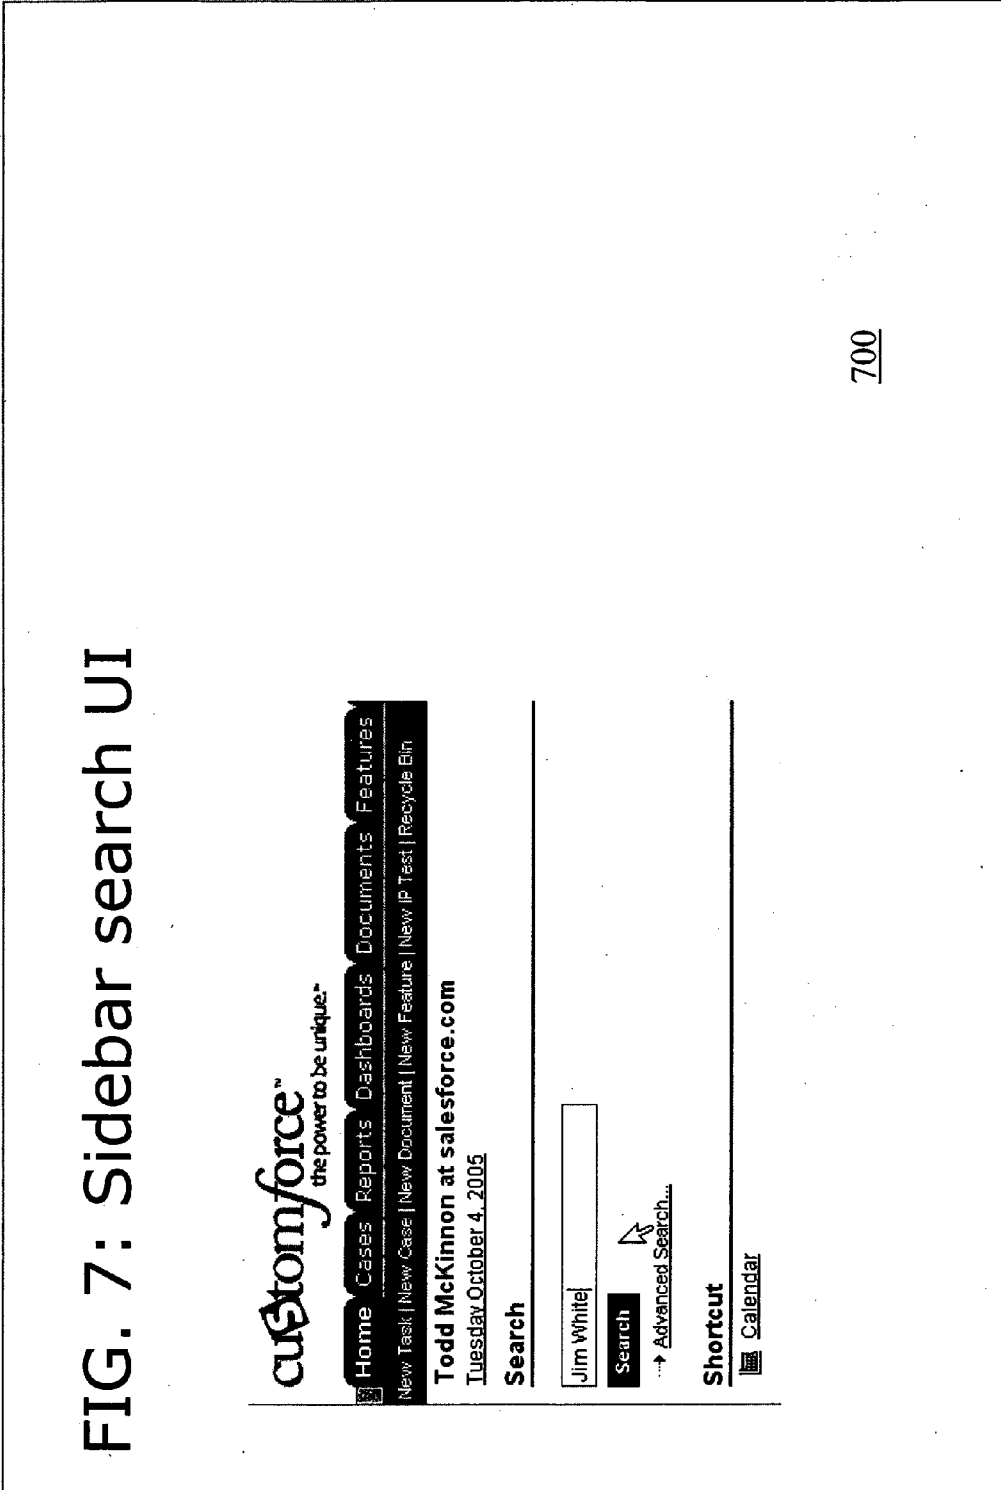 FIG. 7: Sidebar search UI
customforce™
the power to be unique.™
Home Cases Reports Dashboards Documents Features
New Task | New Case | New Document | New Feature | New IP Test | Recycle Bin
Todd McKinnon at salesforce.com
Tuesday October 4, 2005
Search
Jim White
Search
Advanced Search...
Shortcut
Calendar
700